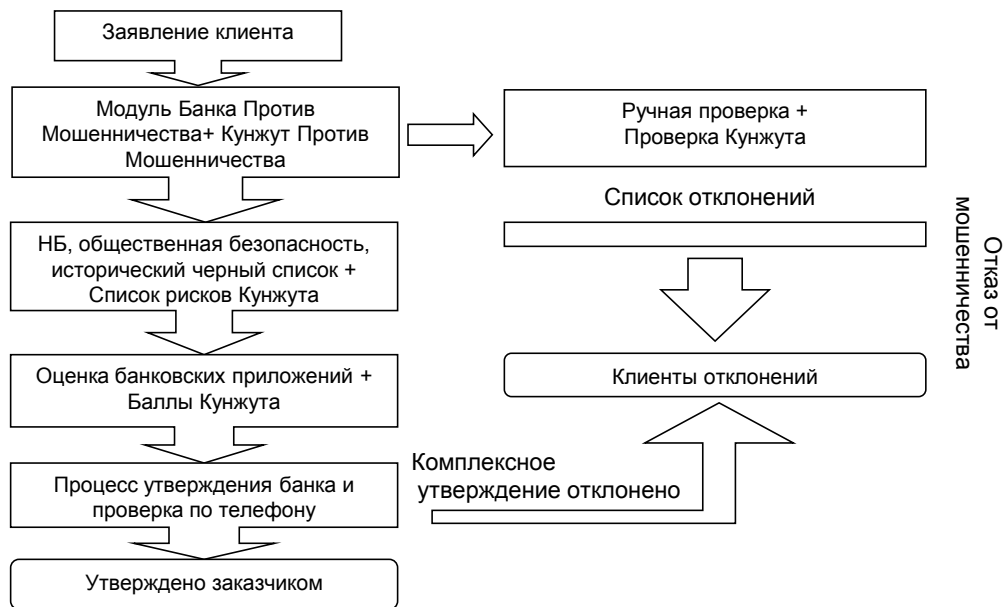 Заявление клиента
Модуль Банка Против
Мошенничества+ Кунжут Против
Мошенничества
Ручная проверка +
Проверка Кунжута
Список отклонений
НБ, общественная безопасность,
исторический черный список +
Список рисков Кунжута
Отказ от
мошенничества
Оценка банковских приложений +
Баллы Кунжута
Клиенты отклонений
Комплексное
утверждение отклонено
Процесс утверждения банка и
проверка по телефону
Утверждено заказчиком